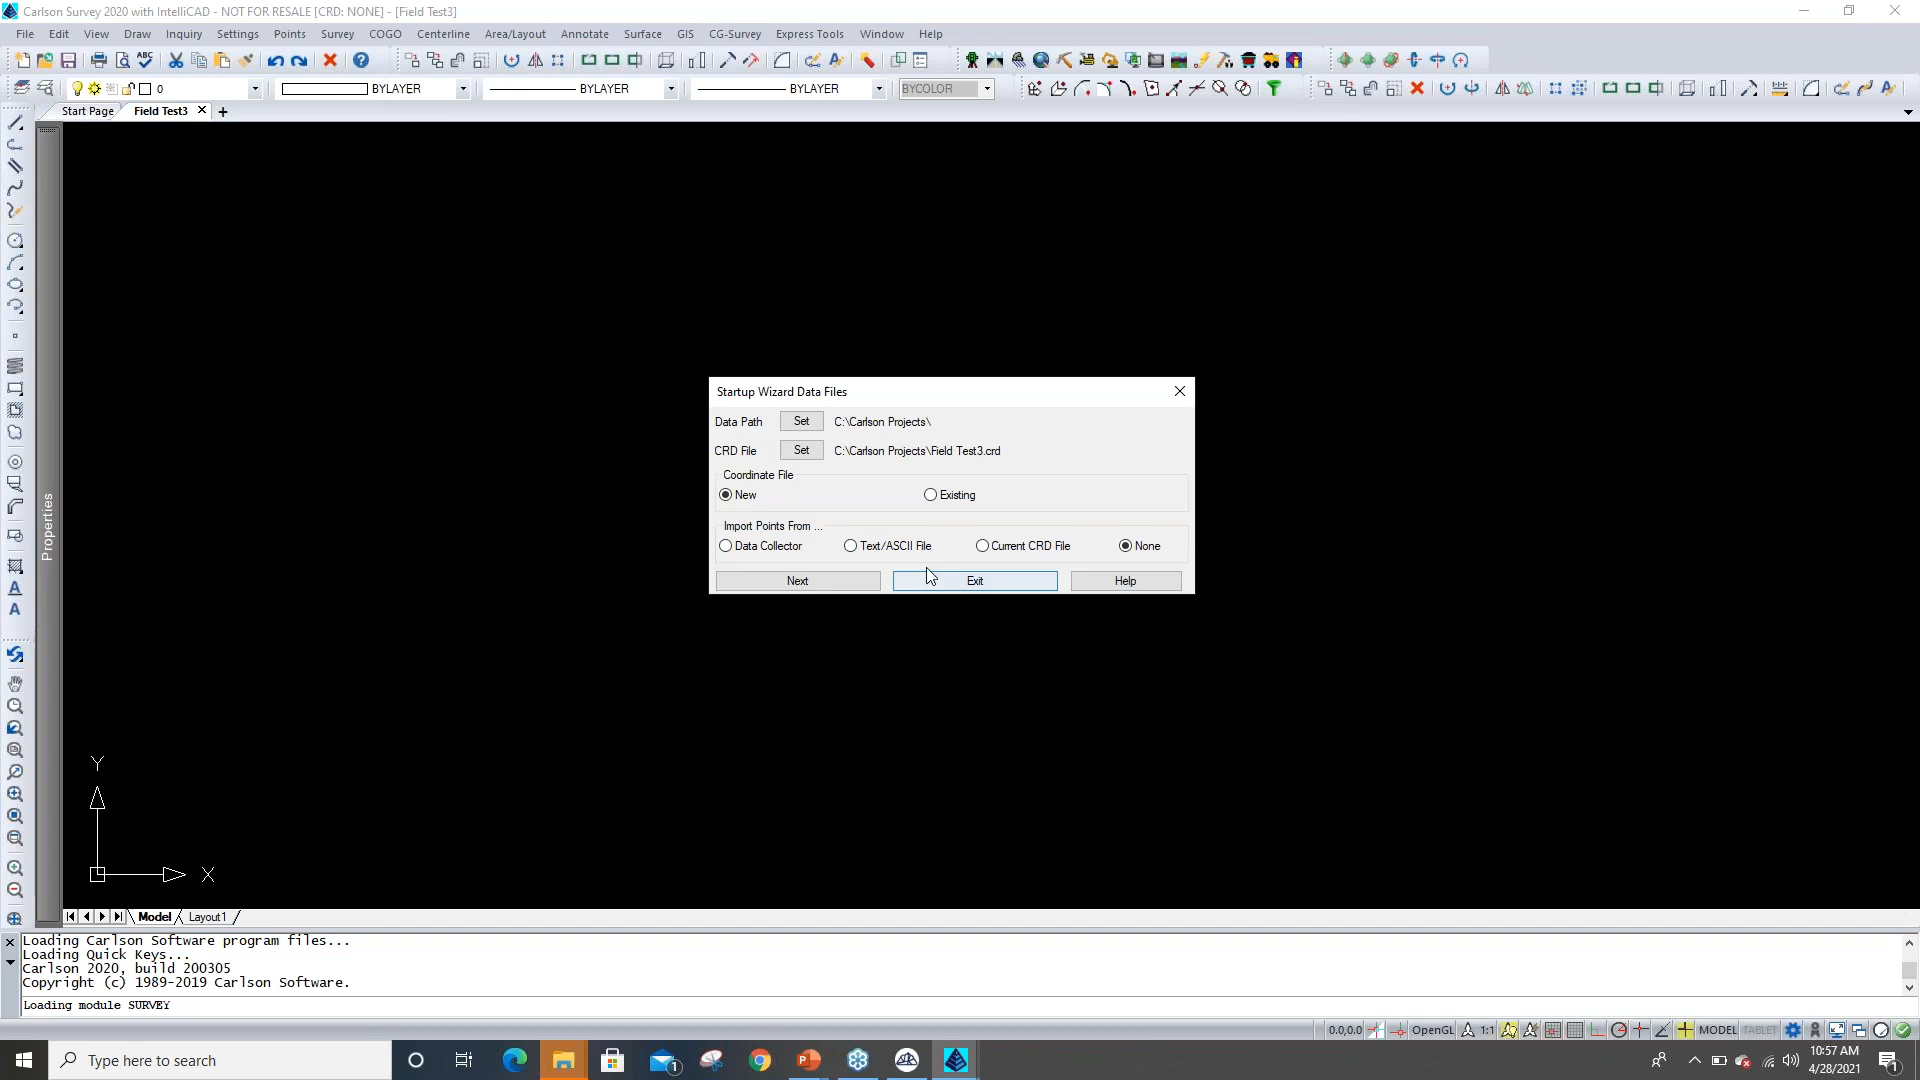 Carlson Survey 2020 with IntelliCAD - NOT FOR RESALE [CRD: NONE] - [Field Test3]
File Edit View Draw Inquiry Settings Points Survey COGO Centerline Area/Layout Annotate Surface GIS CG-Survey Express Tools Window Help
ABC
0 BYLAYER BYLAYER BYLAYER BYCOLOR
Start Page Field Test3
Properties
Startup Wizard Data Files
Data Path Set C:\Carlson Projects\
CRD File Set C:\Carlson Projects\Field Test3.crd
Coordinate File
New Existing
Import Points From ...
Data Collector Text/ASCII File Current CRD File None
Next Exit Help
Y
X
Model Layout1
Loading Carlson Software program files...
Loading Quick Keys...
Carlson 2020, build 200305
Copyright (c) 1989-2019 Carlson Software.
Loading module SURVEY
0.0,0.0 OpenGL 1:1 MODEL TABLET
Type here to search
10:57 AM
4/28/2021